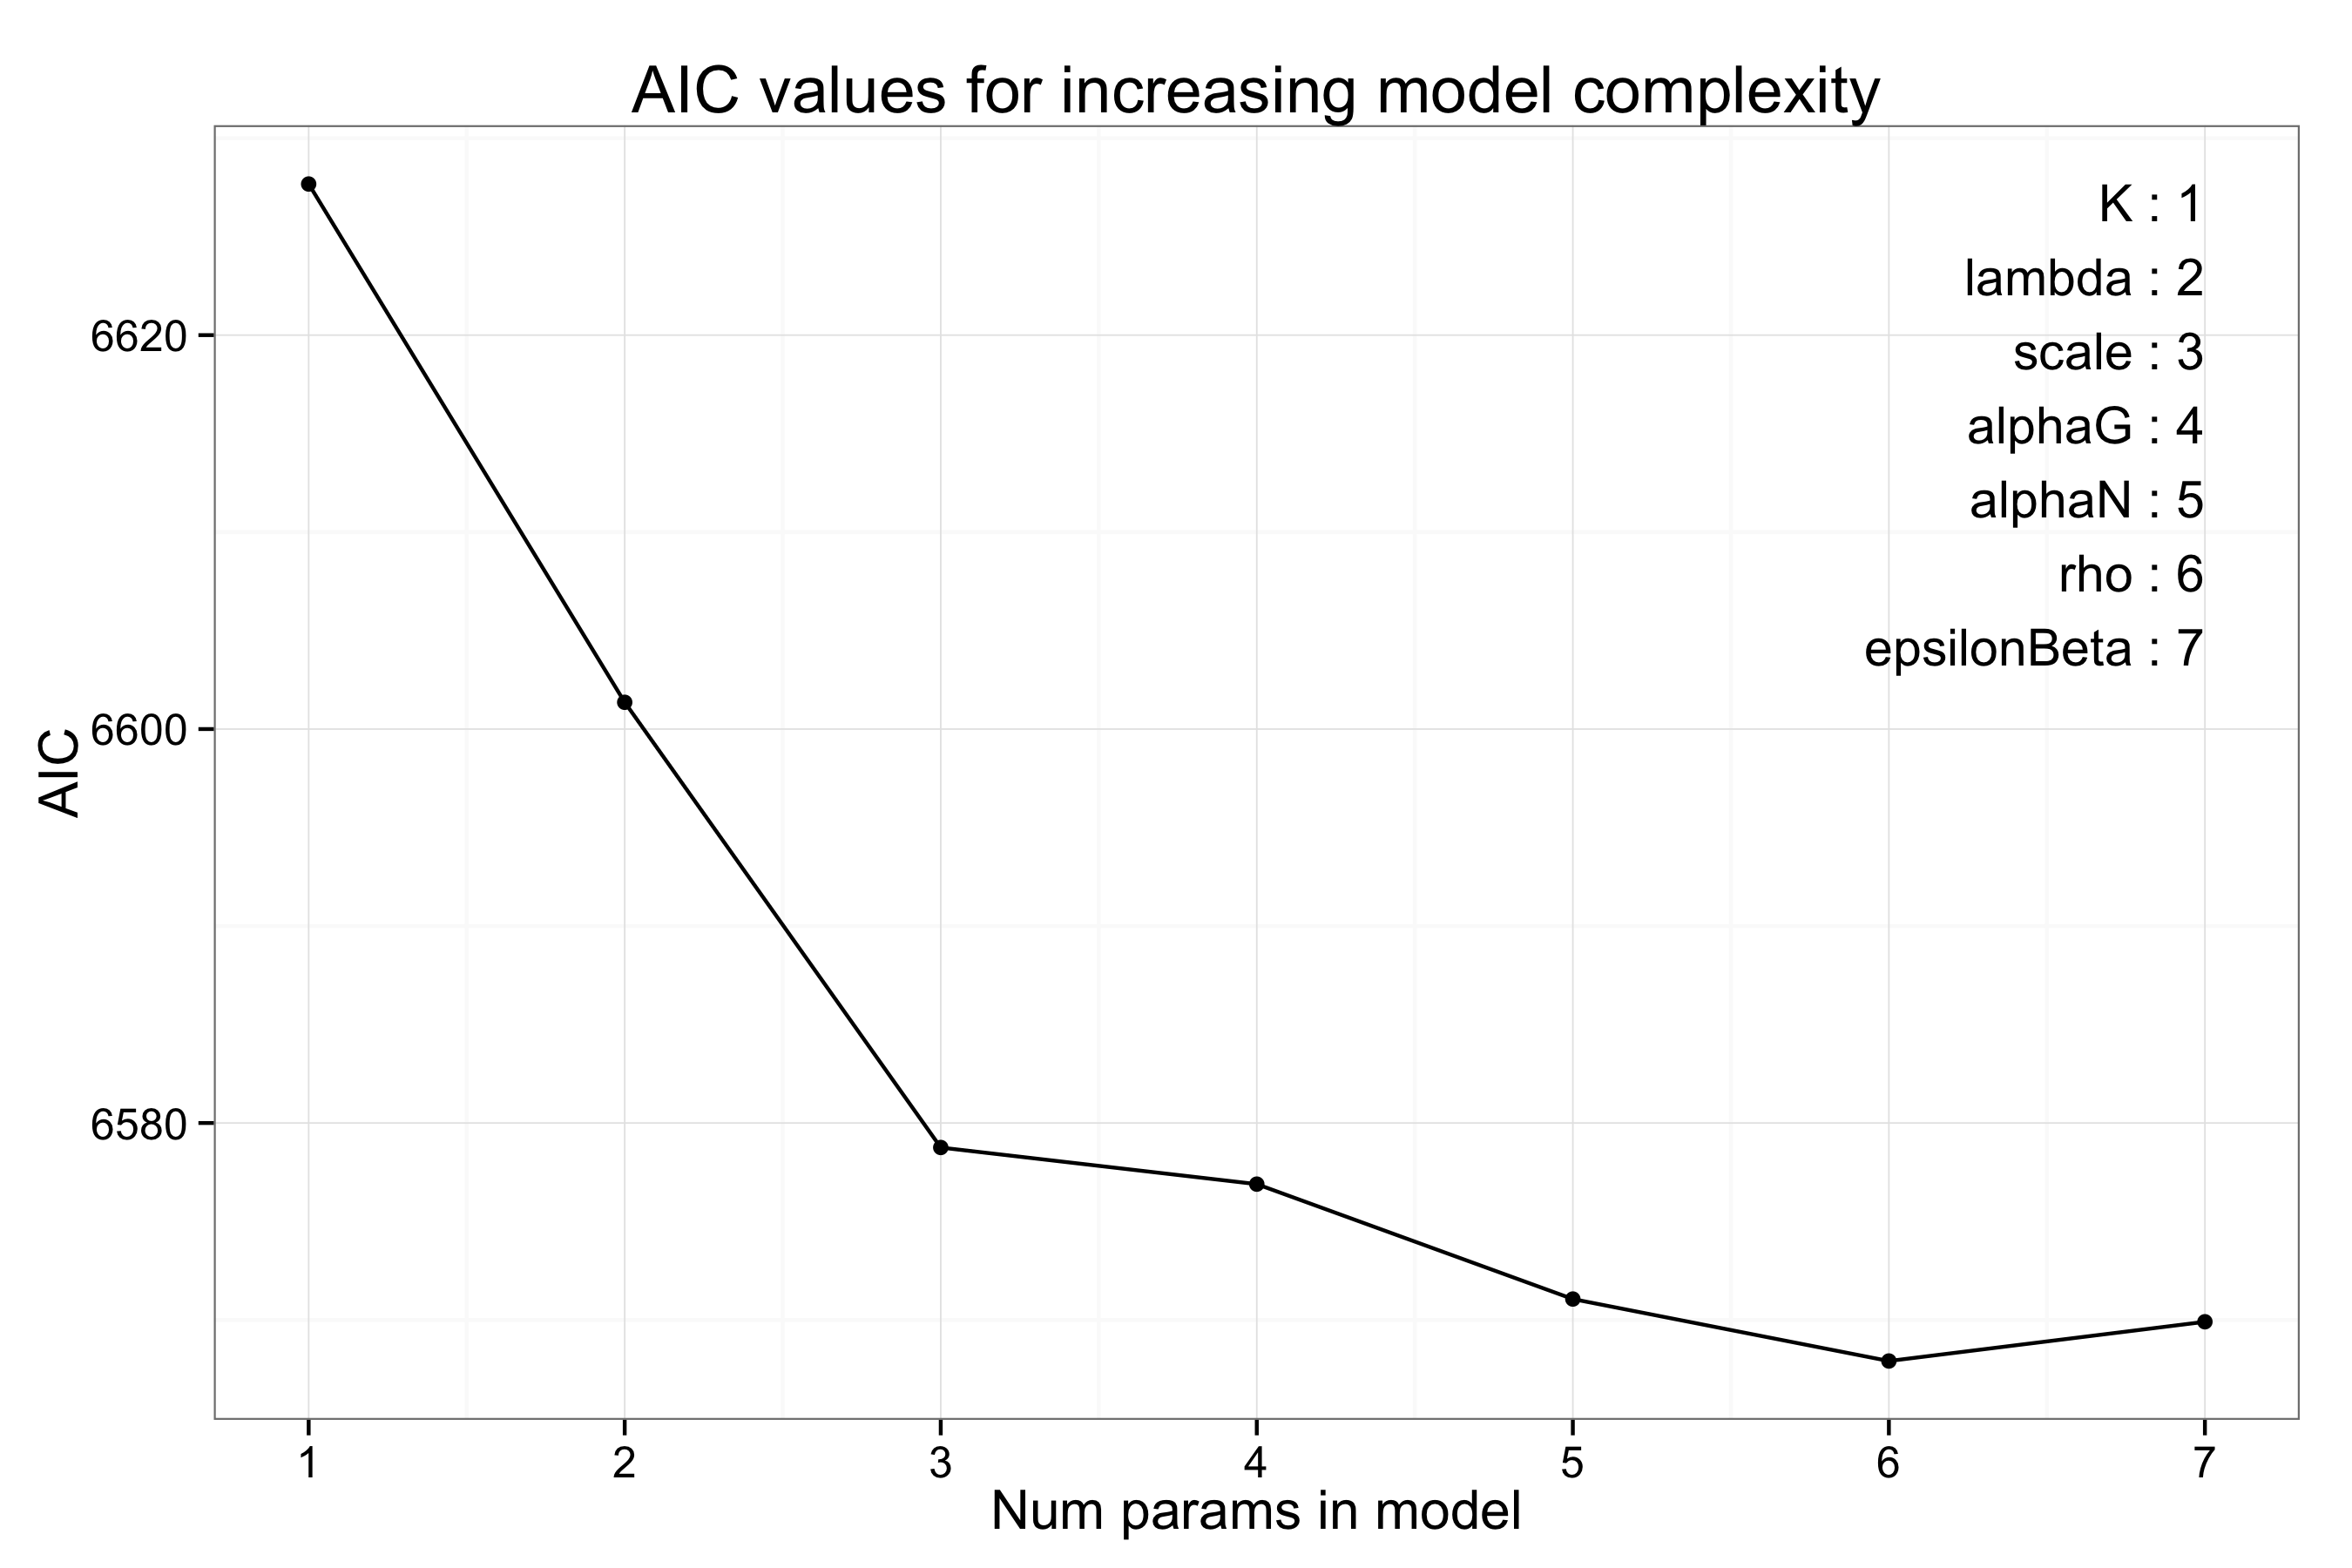 AIC values for increasing model complexity
K : 1
lambda : 2
scale : 3
alphaG : 4
alphaN : 5
rho : 6
epsilonBeta : 7
AIC
6620
6600
6580
1 2 3 4 5 6 7
Num params in model